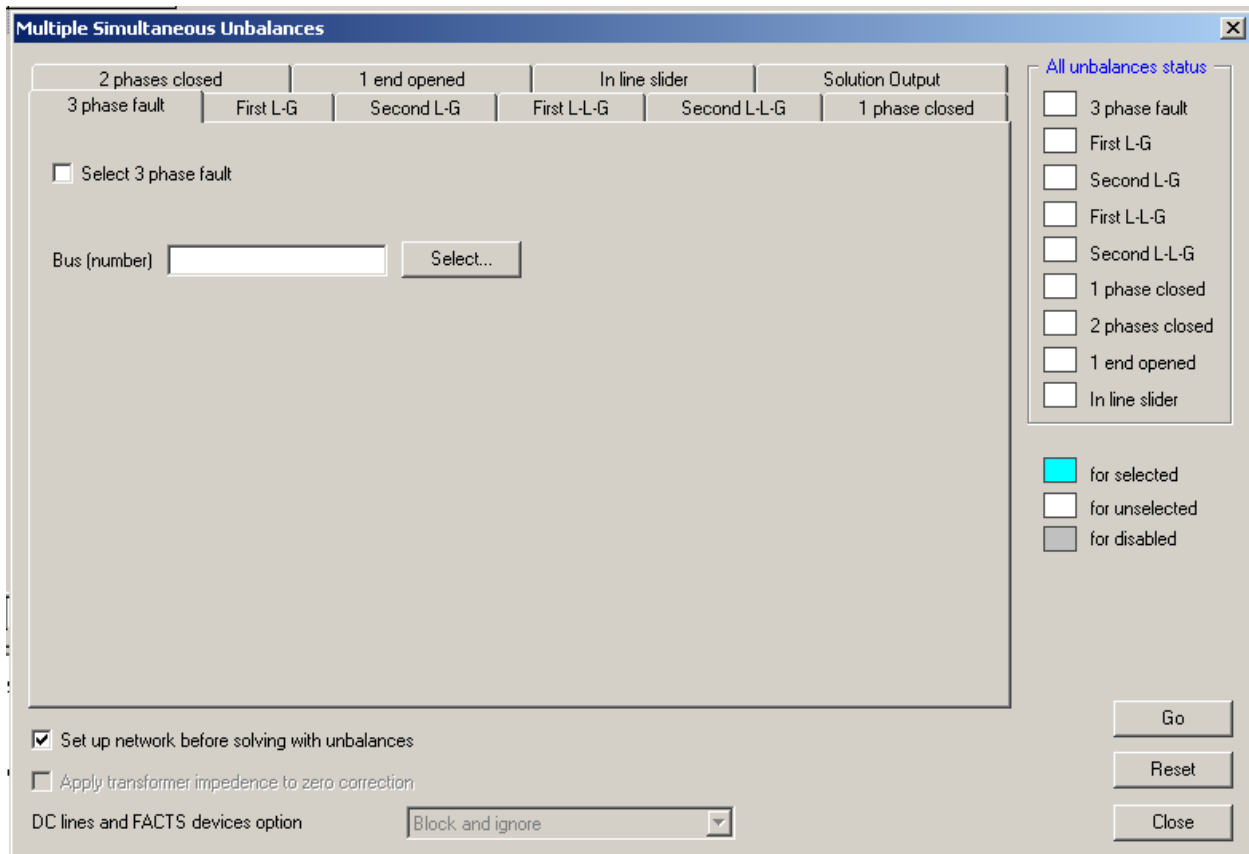 Multiple Simultaneous Unbalances
2 phases closed 1 end opened In line slider Solution Output
3 phase fault First L-G Second L-G First L-L-G Second L-L-G 1 phase closed
Select 3 phase fault
Bus (number) Select...
All unbalances status
3 phase fault
First L-G
Second L-G
First L-L-G
Second L-L-G
1 phase closed
2 phases closed
1 end opened
In line slider
for selected
for unselected
for disabled
Set up network before solving with unbalances
Apply transformer impedence to zero correction
DC lines and FACTS devices option Block and ignore
Go
Reset
Close